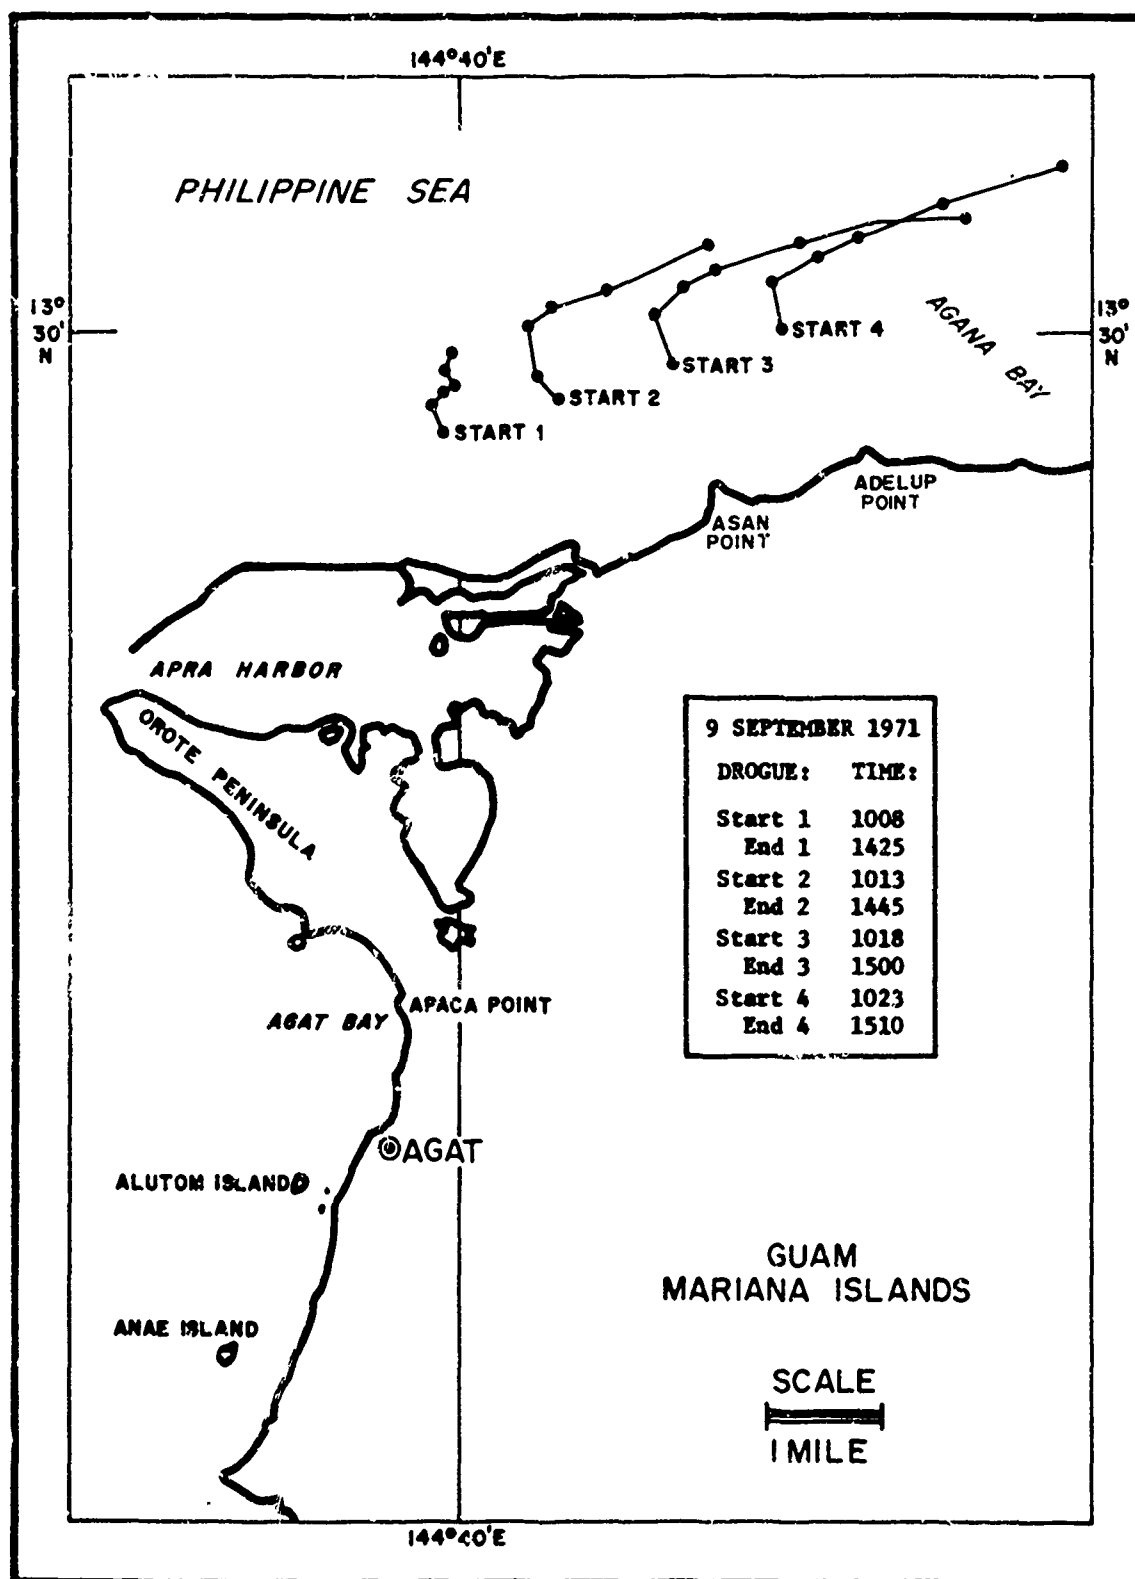 144°40'E
PHILIPPINE SEA
13°
30'
N
13°
30'
N
AGANA BAY
START 4
START 3
START 2
START 1
ADELUP
POINT
ASAN
POINT
APRA HARBOR
OROTE PENINSULA
9 SEPTEMBER 1971
DROGUE: TIME:
Start 1 1008
End 1 1425
Start 2 1013
End 2 1445
Start 3 1018
End 3 1500
Start 4 1023
End 4 1510
APACA POINT
AGAT BAY
AGAT
ALUTOM ISLAND
GUAM
MARIANA ISLANDS
ANAE ISLAND
SCALE
1 MILE
144°40'E